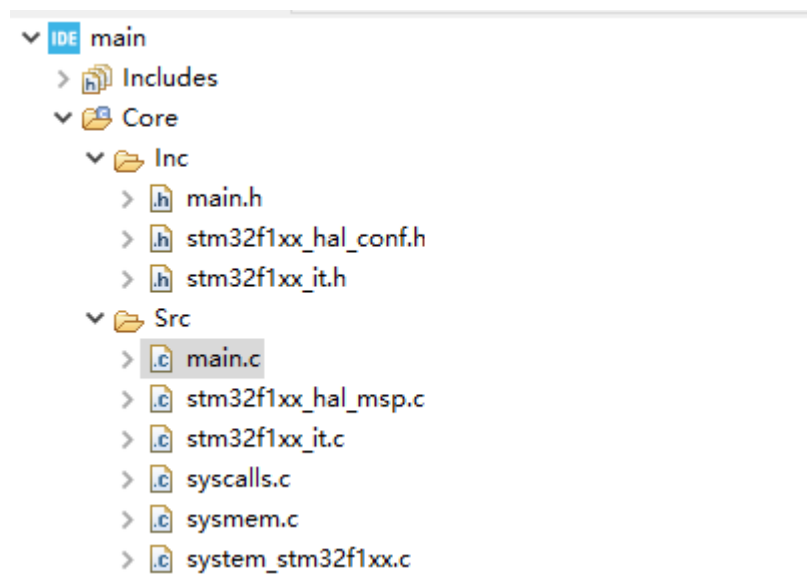 IDE main
Includes
Core
Inc
.h main.h
.h stm32f1xx_hal_conf.h
.h stm32f1xx_it.h
Src
.c main.c
.c stm32f1xx_hal_msp.c
.c stm32f1xx_it.c
.c syscalls.c
.c sysmem.c
.c system_stm32f1xx.c